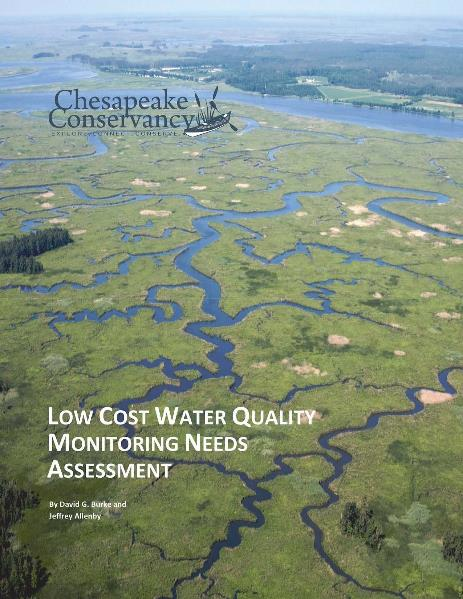 Chesapeake
Conservancy
EXPLORE. CONNECT. CONSERVE.
LOW COST WATER QUALITY
MONITORING NEEDS
ASSESSMENT
By David G. Burke and
Jeffrey Allenby